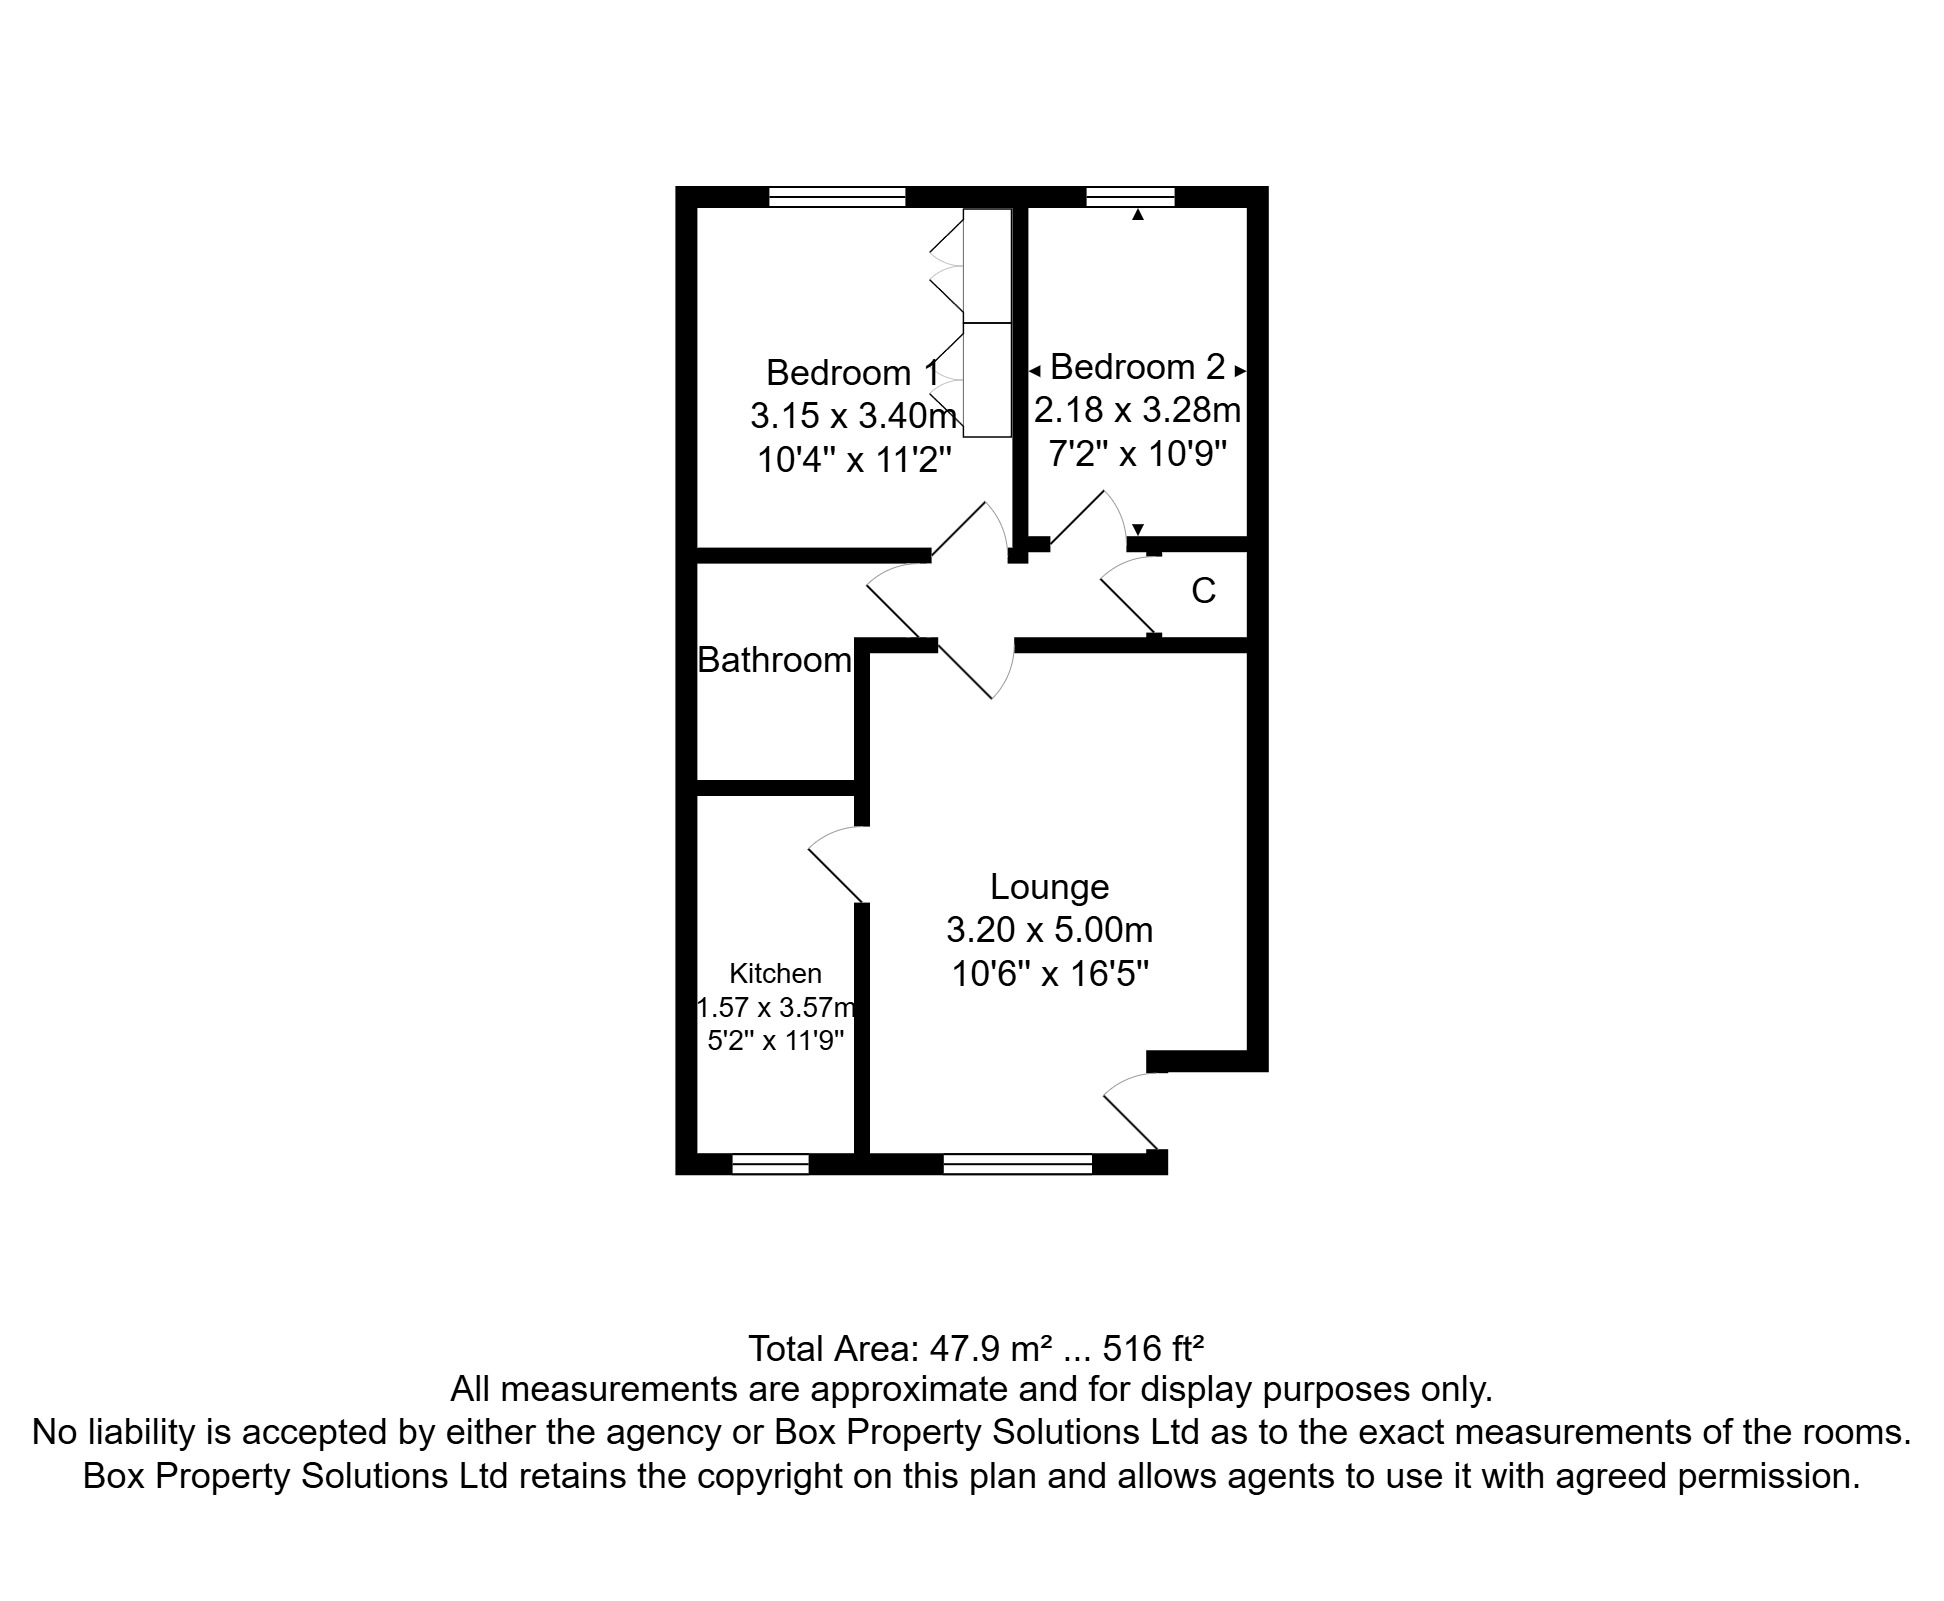 Bedroom 1
3.15 x 3.40m
10'4" x 11'2"
Bedroom 2
2.18 x 3.28m
7'2" x 10'9"
C
Bathroom
Lounge
3.20 x 5.00m
10'6" x 16'5"
Kitchen
1.57 x 3.57m
5'2" x 11'9"
Total Area: 47.9 m² ... 516 ft²
All measurements are approximate and for display purposes only.
No liability is accepted by either the agency or Box Property Solutions Ltd as to the exact measurements of the rooms.
Box Property Solutions Ltd retains the copyright on this plan and allows agents to use it with agreed permission.